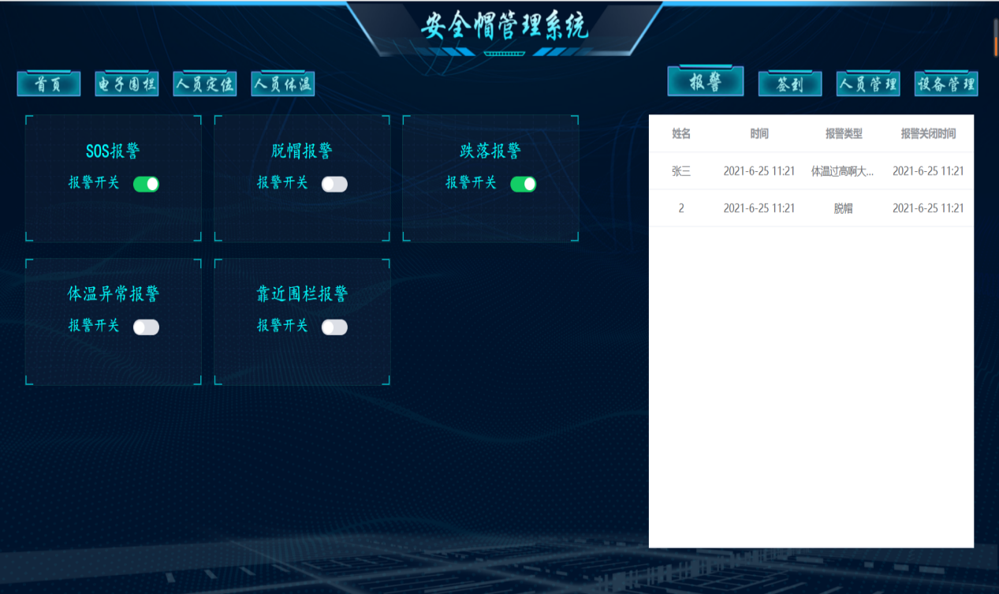 安全帽管理系统
首页 电子围栏 人员定位 人员体温 报警 签到 人员管理 设备管理
SOS报警 脱帽报警 跌落报警
报警开关 报警开关 报警开关
体温异常报警 靠近围栏报警
报警开关 报警开关
姓名 时间 报警类型 报警关闭时间
张三 2021-6-25 11:21 体温过高啊大... 2021-6-25 11:21
2 2021-6-25 11:21 脱帽 2021-6-25 11:21